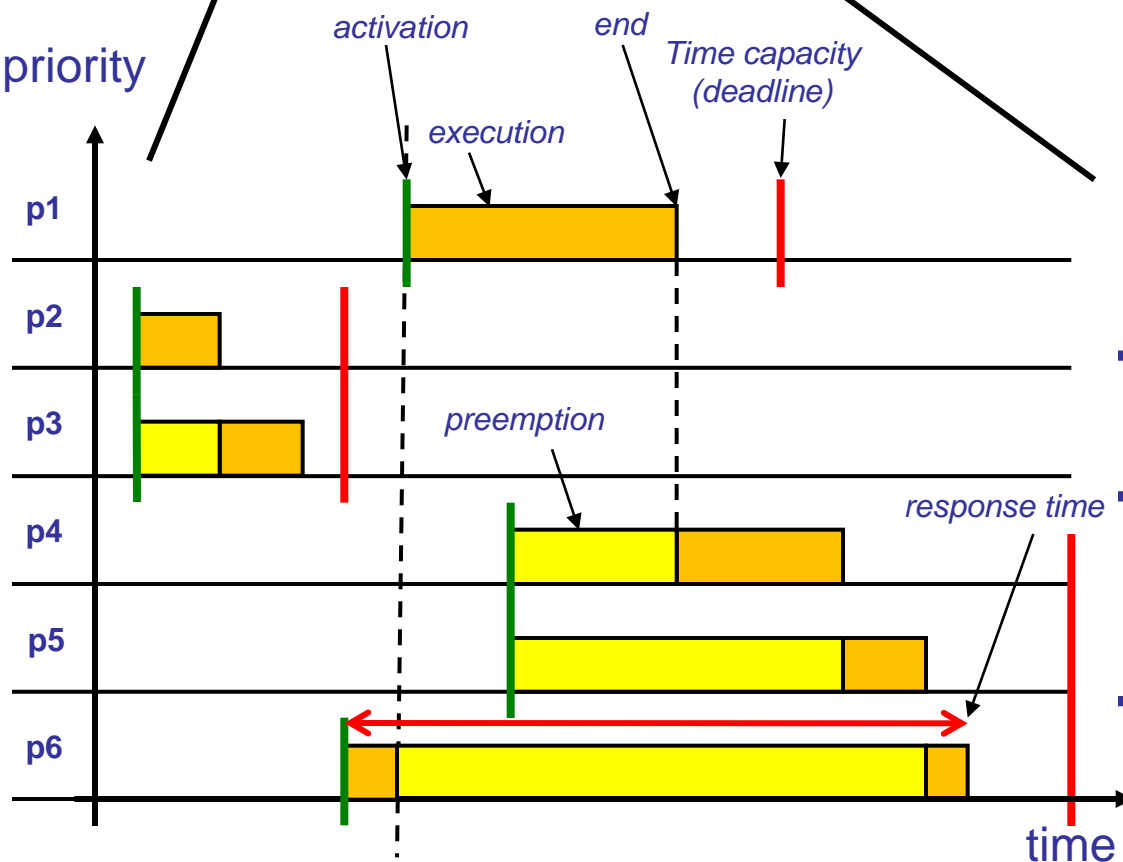 activation
end
Time capacity
(deadline)
priority
execution
p1
p2
p3
preemption
response time
p4
p5
p6
time